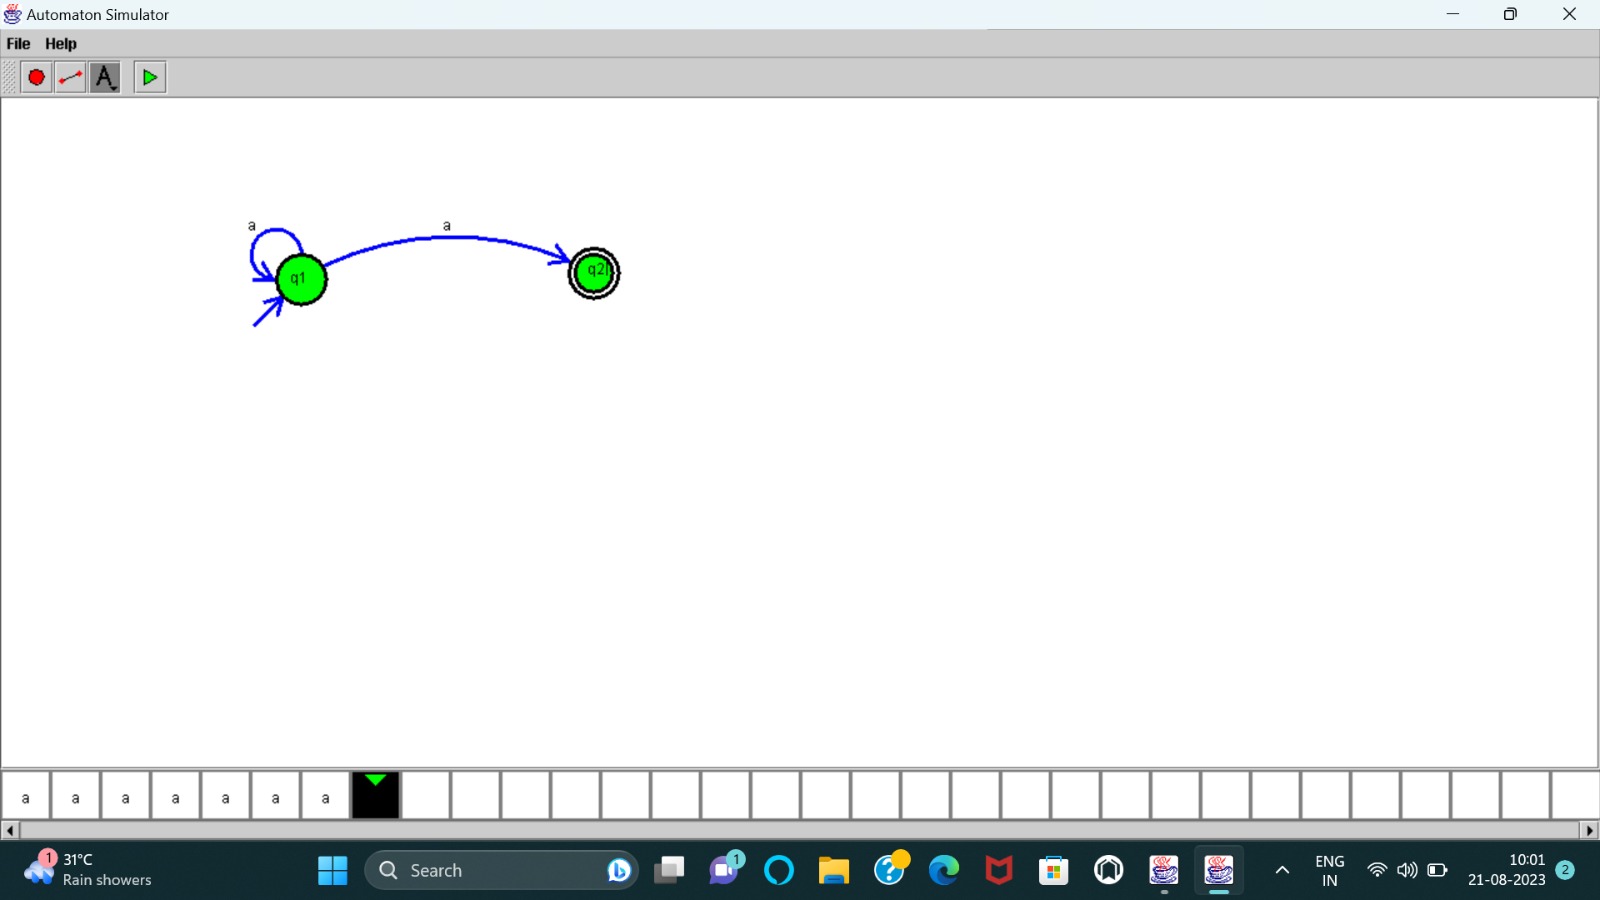 Automaton Simulator
File Help
A
a
a
q1
q2
a a a a a a a
1
31°C
Rain showers
Search
1
ENG
IN
10:01
21-08-2023
2